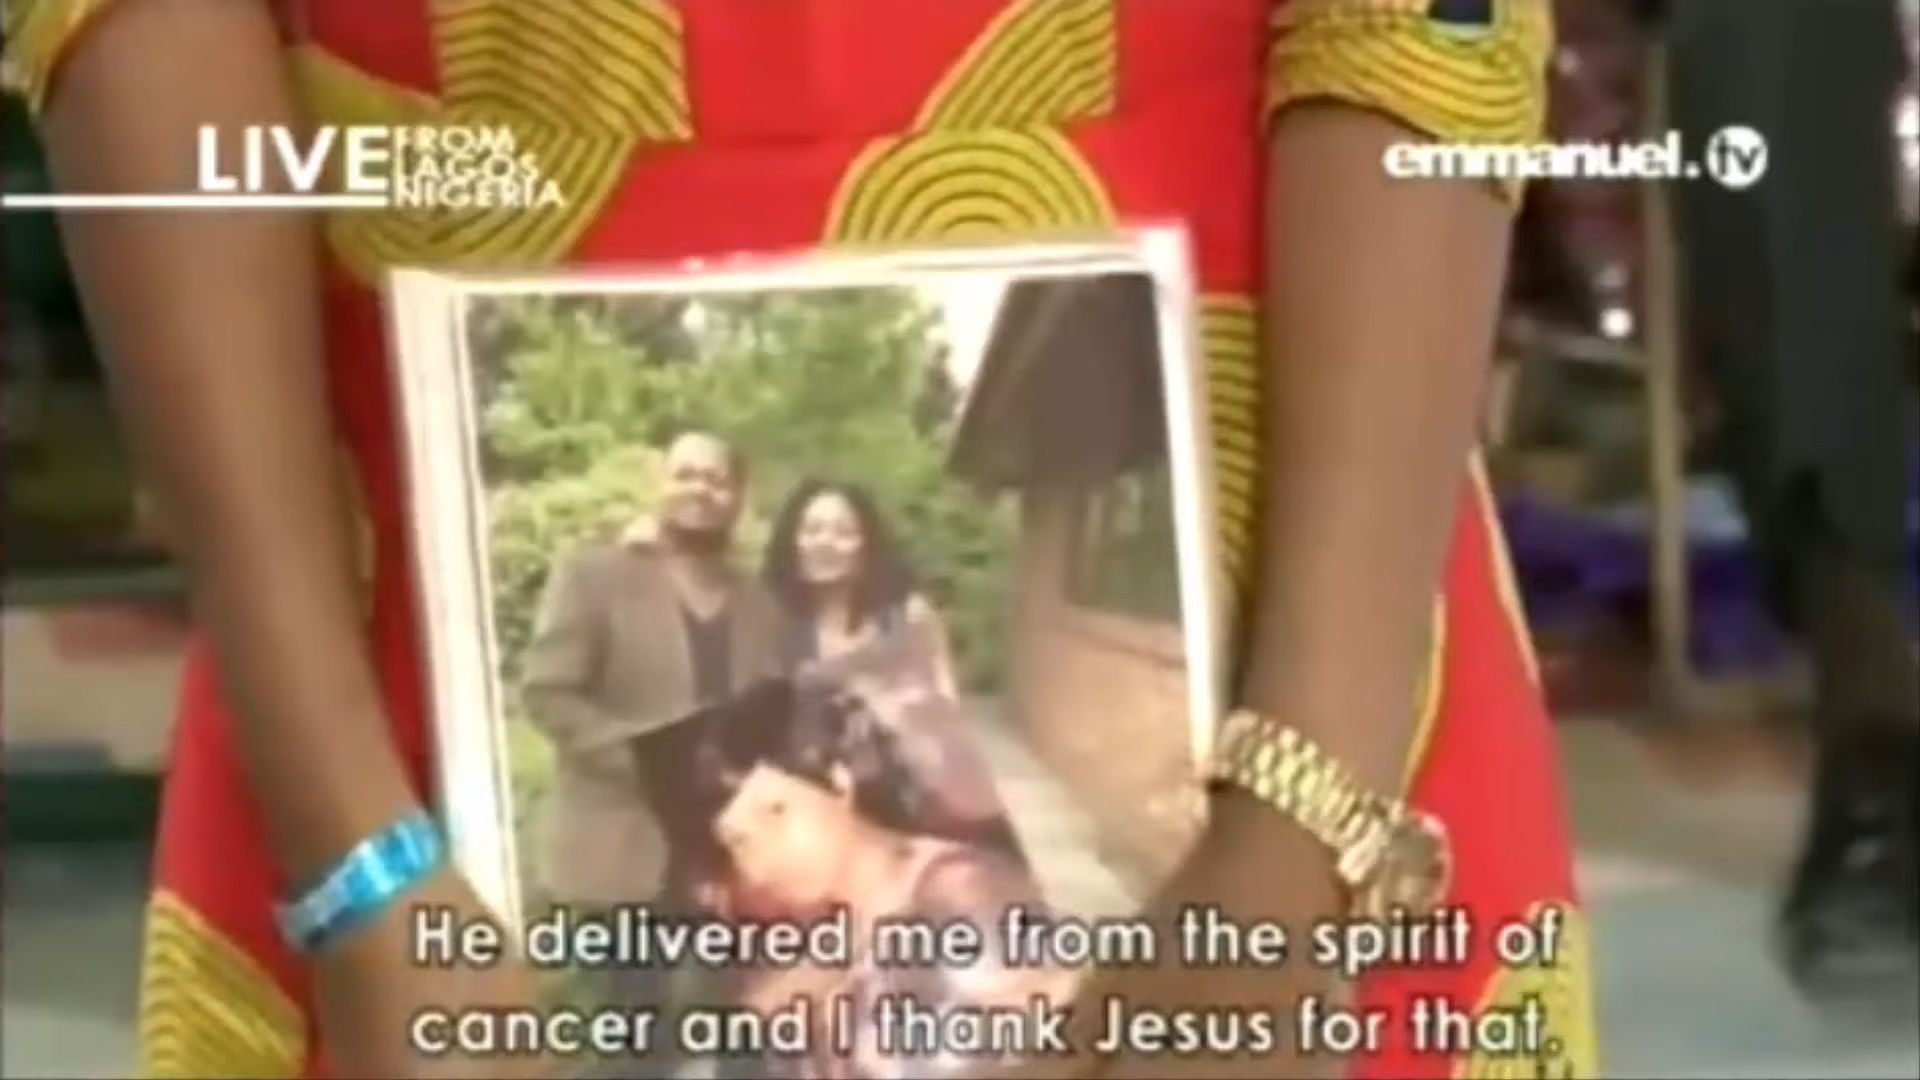 LIVE FROM
LAGOS
NIGERIA
emmanuel.tv
He delivered me from the spirit of
cancer and I thank Jesus for that.